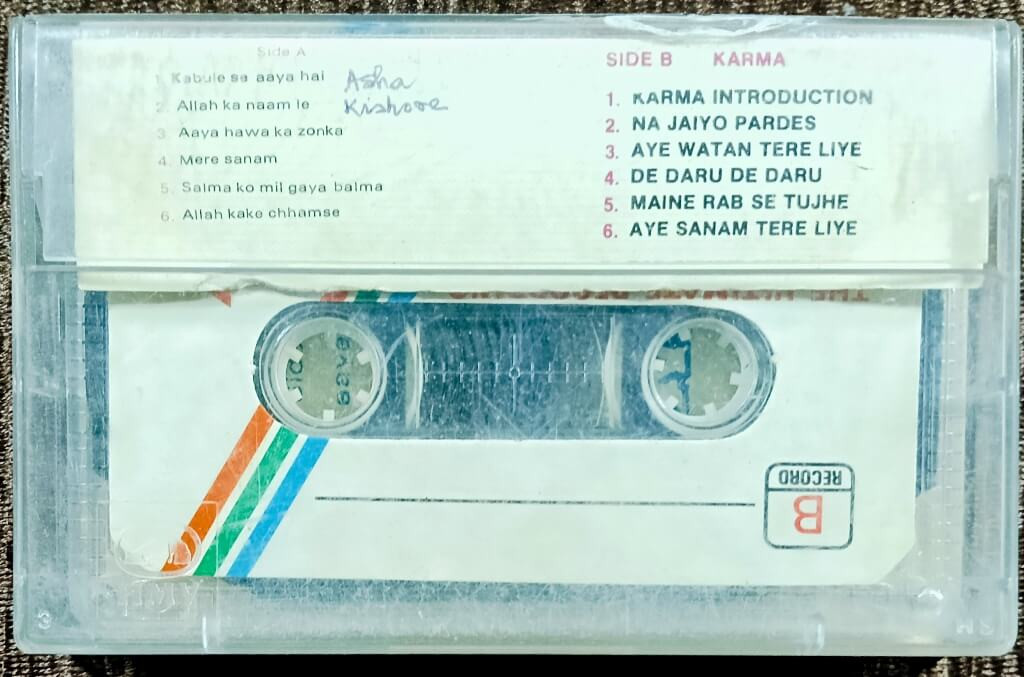 Side A
1. Kabule se aaya hai Asha
2. Allah ka naam le Kishore
3. Aaya hawa ka zonka
4. Mere sanam
5. Salma ko mil gaya balma
6. Allah kake chhamse
SIDE B KARMA
1. KARMA INTRODUCTION
2. NA JAIYO PARDES
3. AYE WATAN TERE LIYE
4. DE DARU DE DARU
5. MAINE RAB SE TUJHE
6. AYE SANAM TERE LIYE
THE ULTIMATE
RECORD
B